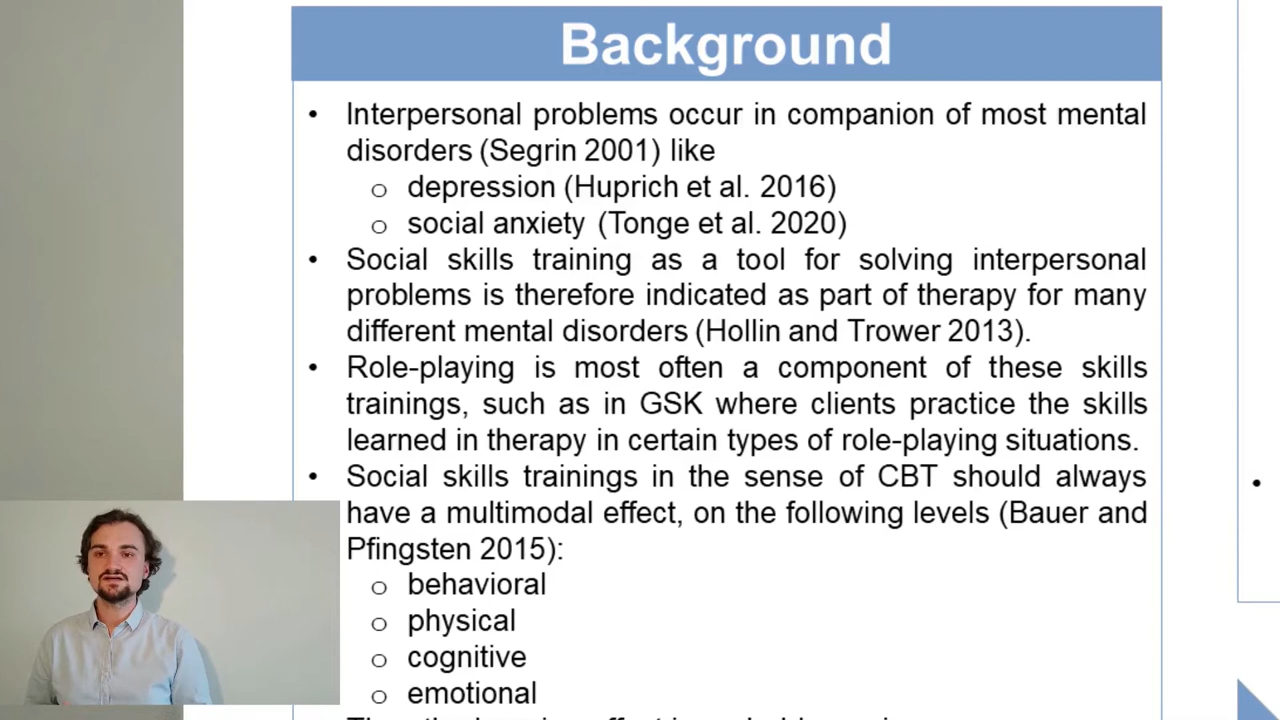 Background
• Interpersonal problems occur in companion of most mental
disorders (Segrin 2001) like
o depression (Huprich et al. 2016)
o social anxiety (Tonge et al. 2020)
• Social skills training as a tool for solving interpersonal
problems is therefore indicated as part of therapy for many
different mental disorders (Hollin and Trower 2013).
• Role-playing is most often a component of these skills
trainings, such as in GSK where clients practice the skills
learned in therapy in certain types of role-playing situations.
• Social skills trainings in the sense of CBT should always
have a multimodal effect, on the following levels (Bauer and
Pfingsten 2015):
o behavioral
o physical
o cognitive
o emotional